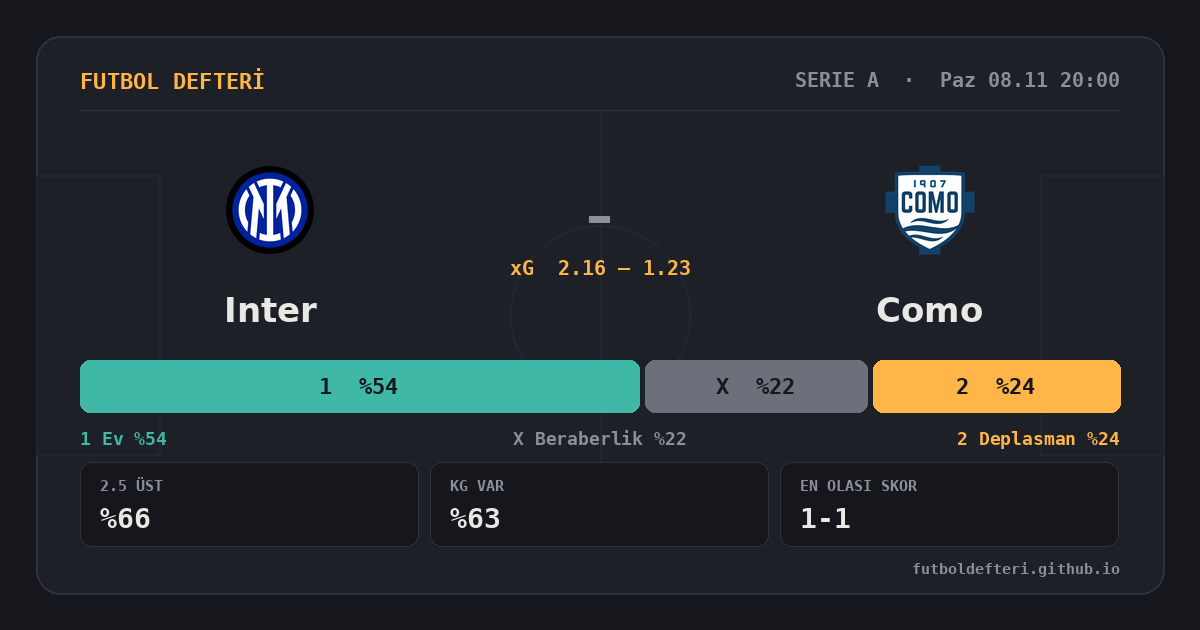 FUTBOL DEFTERİ
SERIE A · Paz 08.11 20:00
1907
COMO
–
xG 2.16 – 1.23
Inter
Como
1 %54
X %22
2 %24
1 Ev %54
X Beraberlik %22
2 Deplasman %24
2.5 ÜST
KG VAR
EN OLASI SKOR
%66
%63
1-1
futboldefteri.github.io